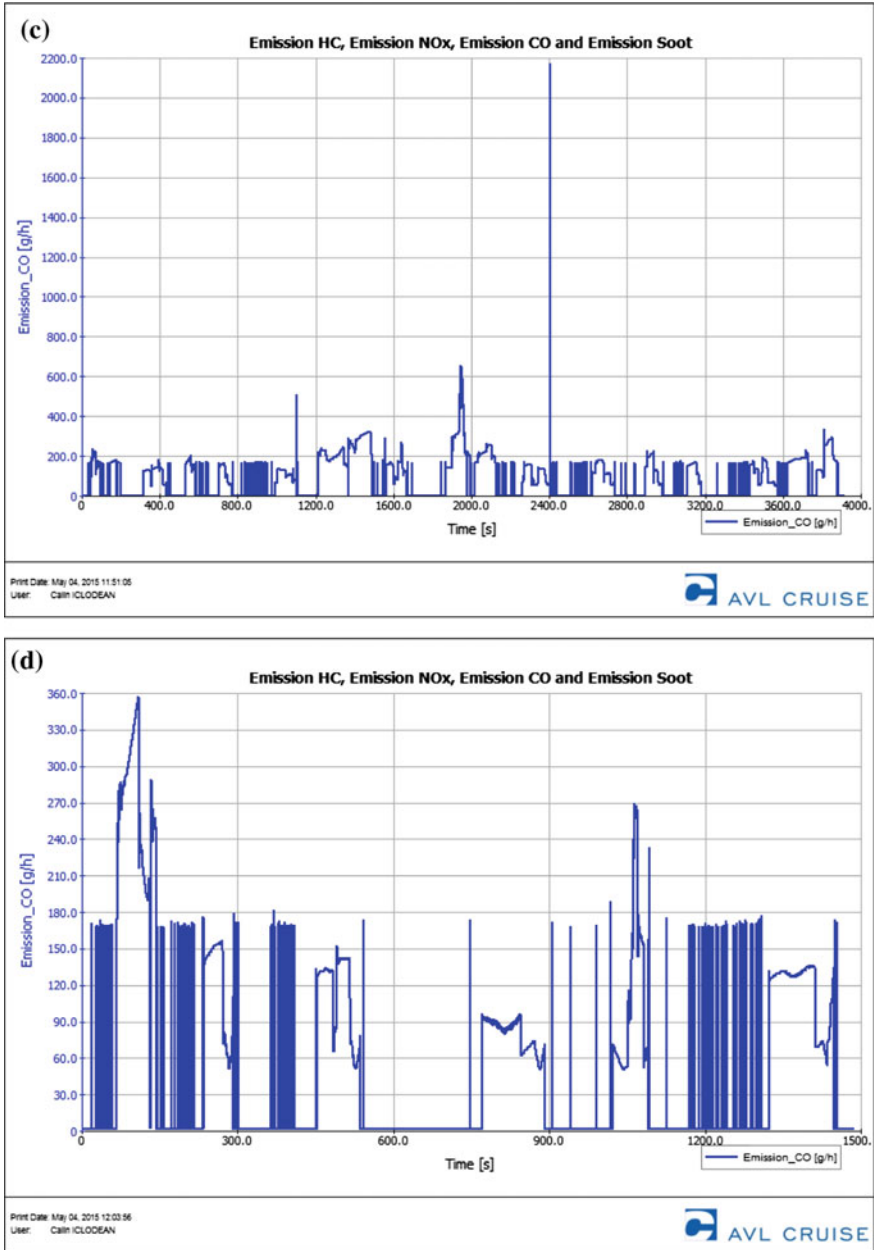 (c)
Emission HC, Emission NOx, Emission CO and Emission Soot
2200.0
2000.0
1800.0
1600.0
1400.0
1200.0
1000.0
800.0
600.0
400.0
200.0
0
Emission_CO [g/h]
0 400.0 800.0 1200.0 1600.0 2000.0 2400.0 2800.0 3200.0 3600.0 4000.
Time [s]
Emission_CO [g/h]
Print Date: May 04, 2015 11:51:05
User: Calin ICLODEAN
AVL CRUISE
(d)
Emission HC, Emission NOx, Emission CO and Emission Soot
360.0
330.0
300.0
270.0
240.0
210.0
180.0
150.0
120.0
90.0
60.0
30.0
0
Emission_CO [g/h]
0 300.0 600.0 900.0 1200.0 1500.
Time [s]
Emission_CO [g/h]
Print Date: May 04, 2015 12:03:56
User: Calin ICLODEAN
AVL CRUISE